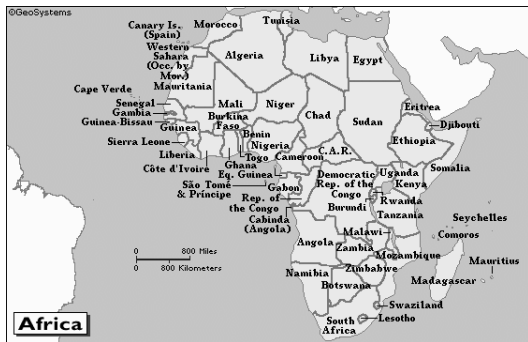 ©GeoSystems
Canary Is.
(Spain)
Morocco
Tunisia
Western
Sahara
(Occ. by
Mor.)
Algeria
Libya
Egypt
Mauritania
Cape Verde
Mali
Niger
Chad
Sudan
Eritrea
Djibouti
Senegal
Gambia
Guinea-Bissau
Guinea
Burkina
Faso
Benin
Nigeria
Ethiopia
Sierra Leone
Liberia
Côte d'Ivoire
Ghana
Togo
Cameroon
C.A.R.
Somalia
Eq. Guinea
São Tomé
& Príncipe
Gabon
Rep. of
the Congo
Cabinda
(Angola)
Democratic
Rep. of the
Congo
Uganda
Kenya
Rwanda
Burundi
Tanzania
Seychelles
Comoros
Malawi
Angola
Zambia
Mozambique
Mauritius
Zimbabwe
Madagascar
Namibia
Botswana
Swaziland
Lesotho
South
Africa
0 800 Miles
0 800 Kilometers
Africa